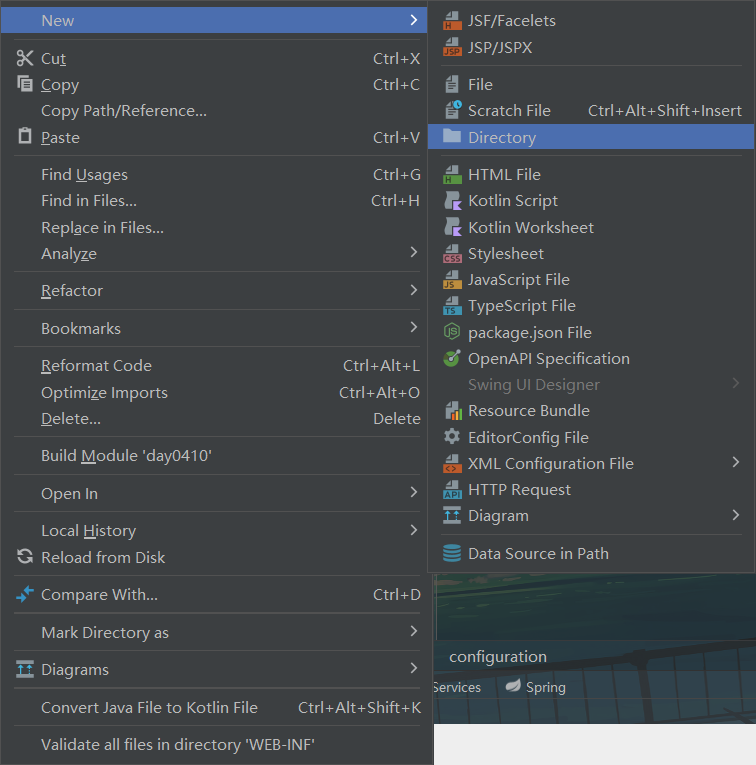 New
Cut Ctrl+X
Copy Ctrl+C
Copy Path/Reference...
Paste Ctrl+V
Find Usages Ctrl+G
Find in Files... Ctrl+H
Replace in Files...
Analyze
Refactor
Bookmarks
Reformat Code Ctrl+Alt+L
Optimize Imports Ctrl+Alt+O
Delete... Delete
Build Module 'day0410'
Open In
Local History
Reload from Disk
Compare With... Ctrl+D
Mark Directory as
Diagrams
Convert Java File to Kotlin File Ctrl+Alt+Shift+K
Validate all files in directory 'WEB-INF'
H JSF/Facelets
JSP JSP/JSPX
File
Scratch File Ctrl+Alt+Shift+Insert
Directory
H HTML File
Kotlin Script
Kotlin Worksheet
CSS Stylesheet
JS JavaScript File
TS TypeScript File
JS package.json File
OpenAPI Specification
Swing UI Designer
Resource Bundle
EditorConfig File
<> XML Configuration File
API HTTP Request
Diagram
Data Source in Path
configuration
Services Spring